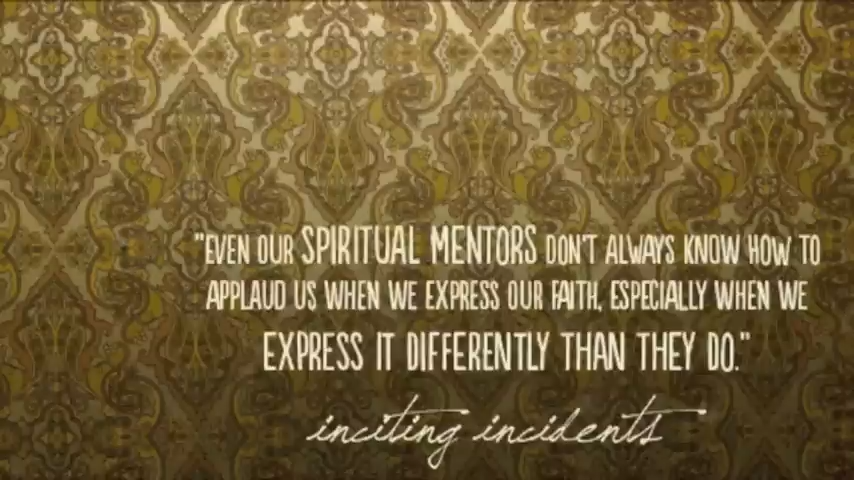 "EVEN OUR SPIRITUAL MENTORS DON'T ALWAYS KNOW HOW TO
APPLAUD US WHEN WE EXPRESS OUR FAITH, ESPECIALLY WHEN WE
EXPRESS IT DIFFERENTLY THAN THEY DO."
inciting incidents